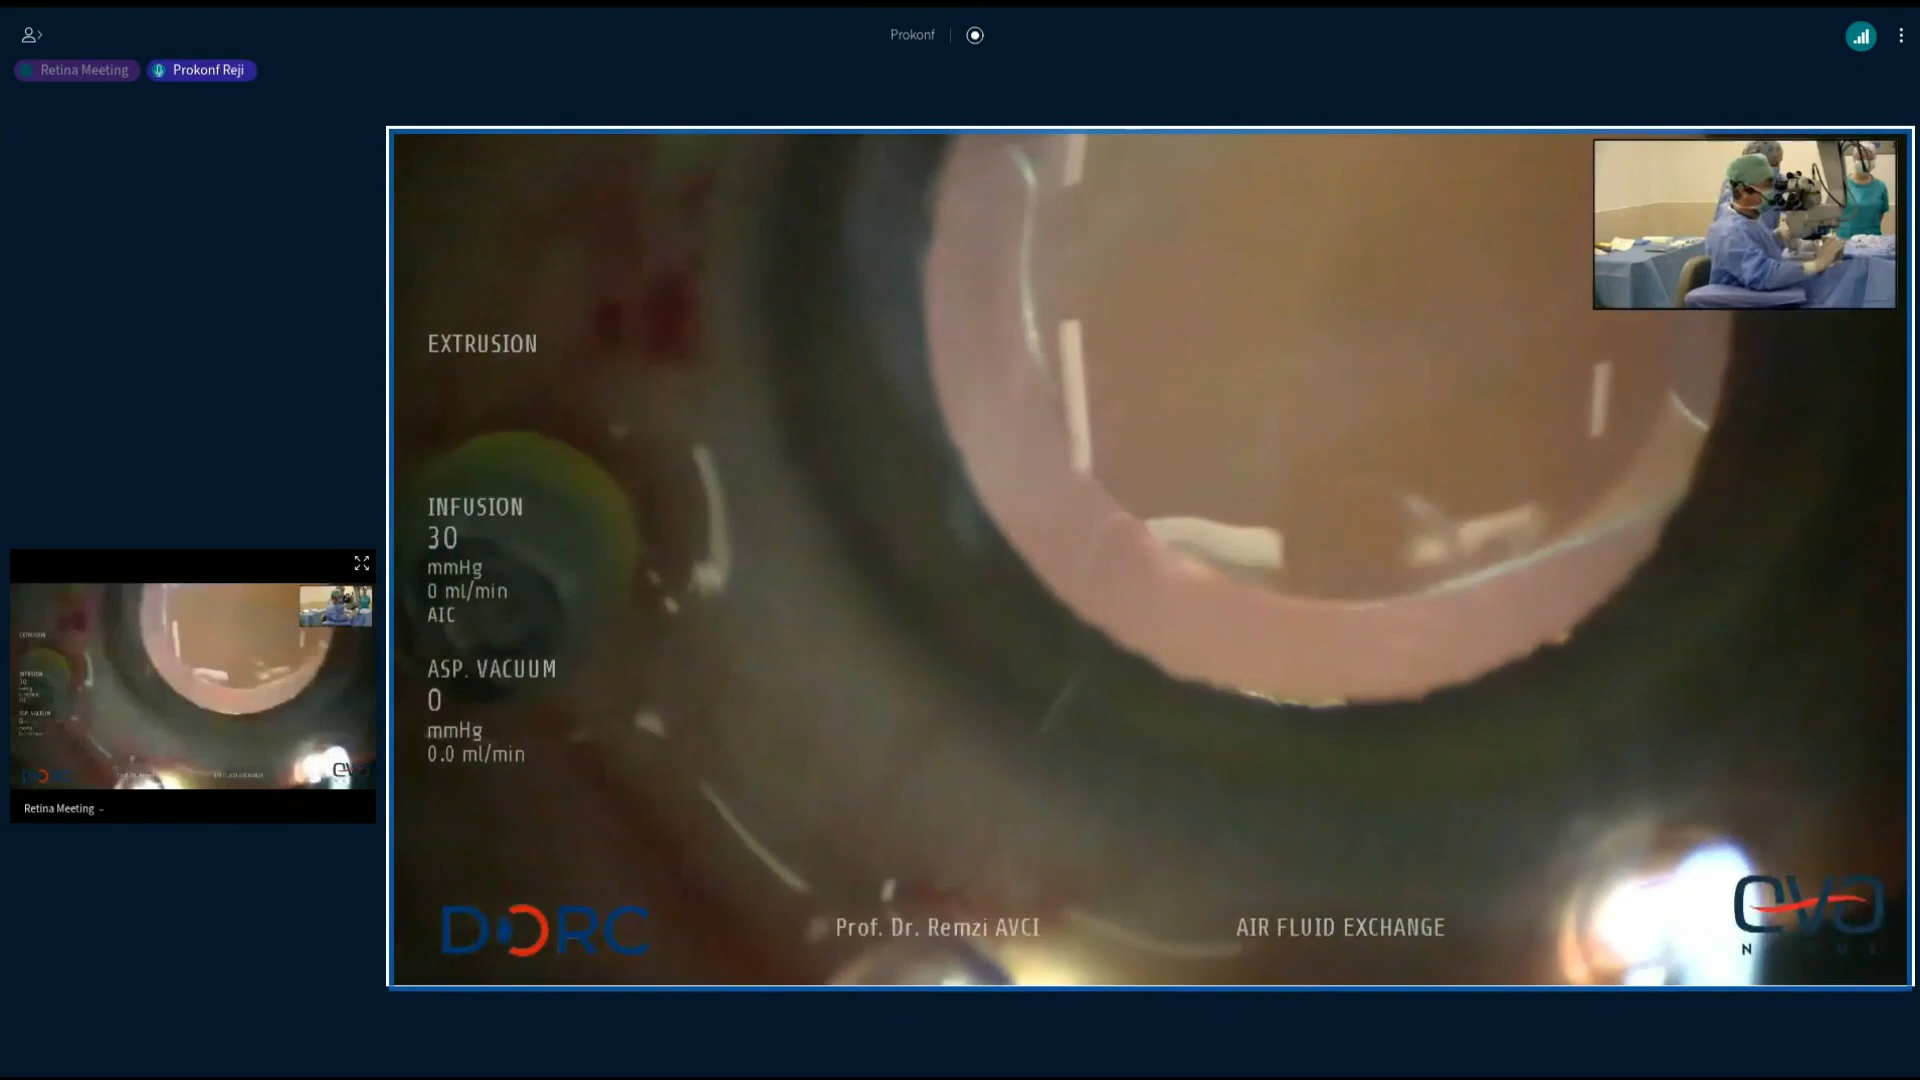 Prokonf
Retina Meeting
Prokonf Reji
EXTRUSION
INFUSION
30
mmHg
0 ml/min
AIC
ASP. VACUUM
0
mmHg
0.0 ml/min
DORC
Prof. Dr. Remzi AVCI
AIR FLUID EXCHANGE
eva
Retina Meeting